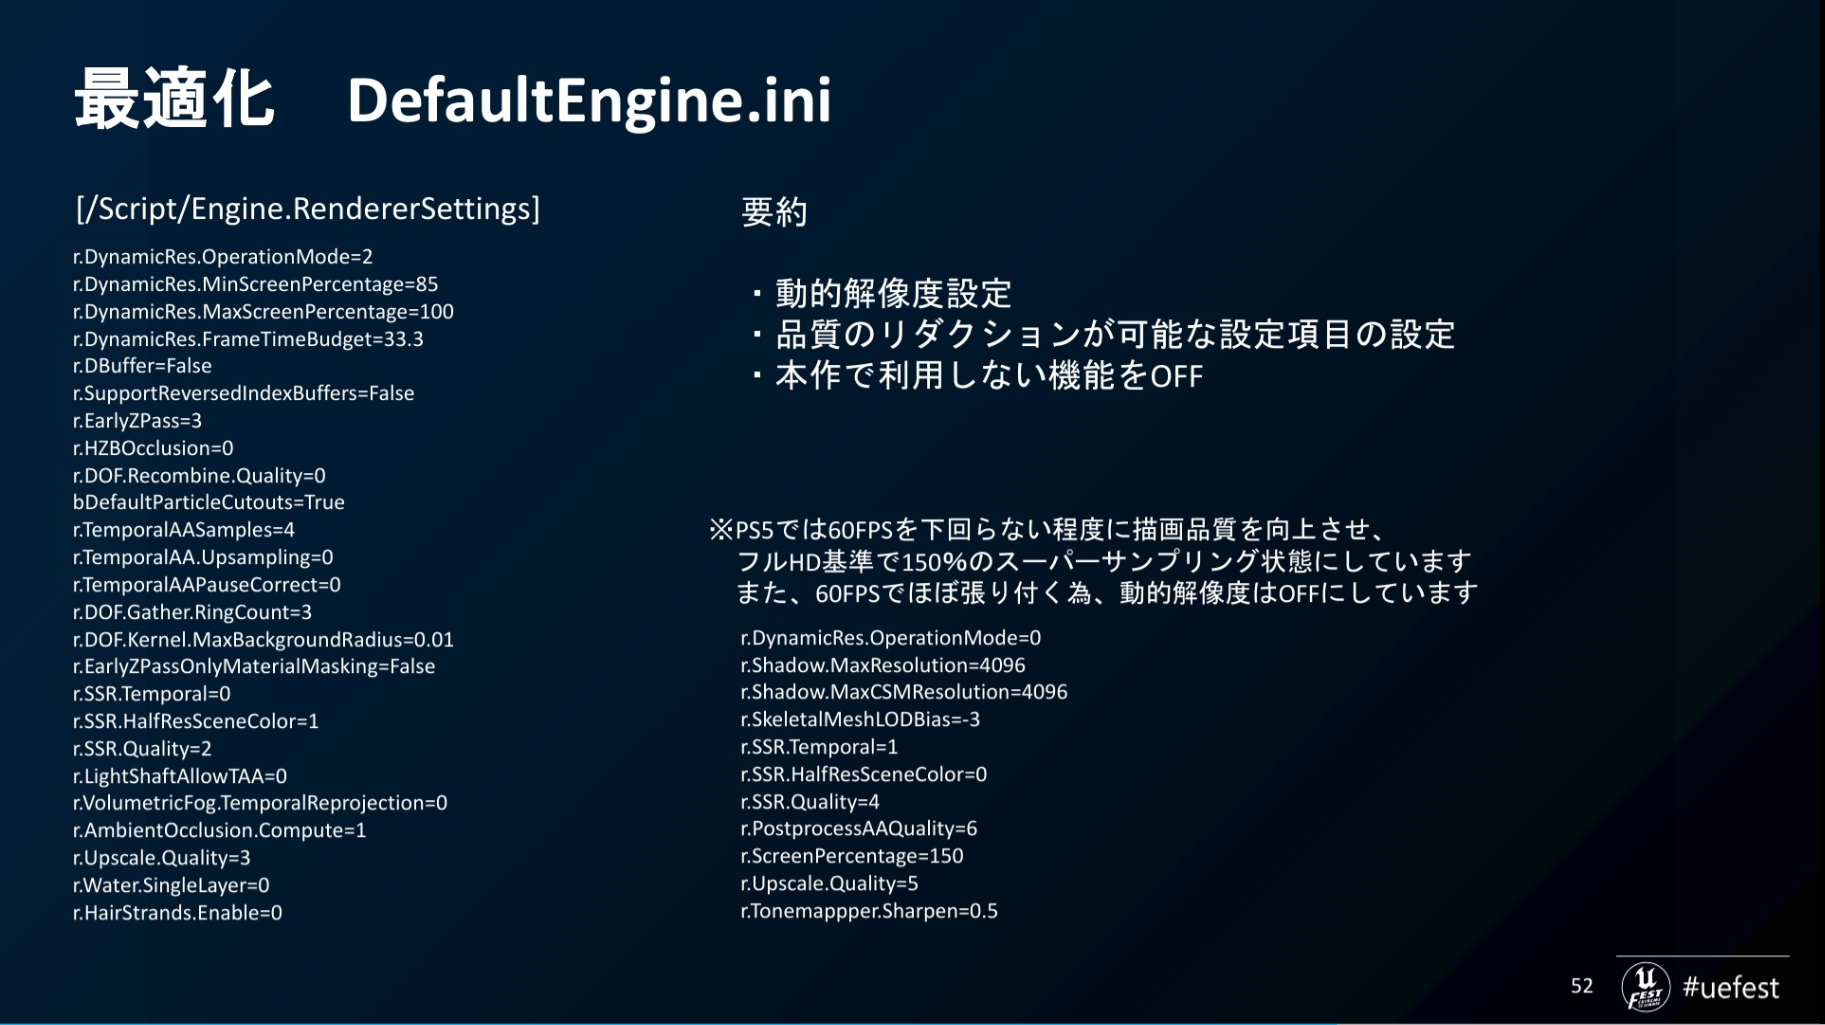 最適化 DefaultEngine.ini
[/Script/Engine.RendererSettings]
r.DynamicRes.OperationMode=2
r.DynamicRes.MinScreenPercentage=85
r.DynamicRes.MaxScreenPercentage=100
r.DynamicRes.FrameTimeBudget=33.3
r.DBuffer=False
r.SupportReversedIndexBuffers=False
r.EarlyZPass=3
r.HZBOcclusion=0
r.DOF.Recombine.Quality=0
bDefaultParticleCutouts=True
r.TemporalAASamples=4
r.TemporalAA.Upsampling=0
r.TemporalAAPauseCorrect=0
r.DOF.Gather.RingCount=3
r.DOF.Kernel.MaxBackgroundRadius=0.01
r.EarlyZPassOnlyMaterialMasking=False
r.SSR.Temporal=0
r.SSR.HalfResSceneColor=1
r.SSR.Quality=2
r.LightShaftAllowTAA=0
r.VolumetricFog.TemporalReprojection=0
r.AmbientOcclusion.Compute=1
r.Upscale.Quality=3
r.Water.SingleLayer=0
r.HairStrands.Enable=0
要約
・動的解像度設定
・品質のリダクションが可能な設定項目の設定
・本作で利用しない機能をOFF
※PS5では60FPSを下回らない程度に描画品質を向上させ、
フルHD基準で150%のスーパーサンプリング状態にしています
また、60FPSでほぼ張り付く為、動的解像度はOFFにしています
r.DynamicRes.OperationMode=0
r.Shadow.MaxResolution=4096
r.Shadow.MaxCSMResolution=4096
r.SkeletalMeshLODBias=-3
r.SSR.Temporal=1
r.SSR.HalfResSceneColor=0
r.SSR.Quality=4
r.PostprocessAAQuality=6
r.ScreenPercentage=150
r.Upscale.Quality=5
r.Tonemappper.Sharpen=0.5
52
#uefest